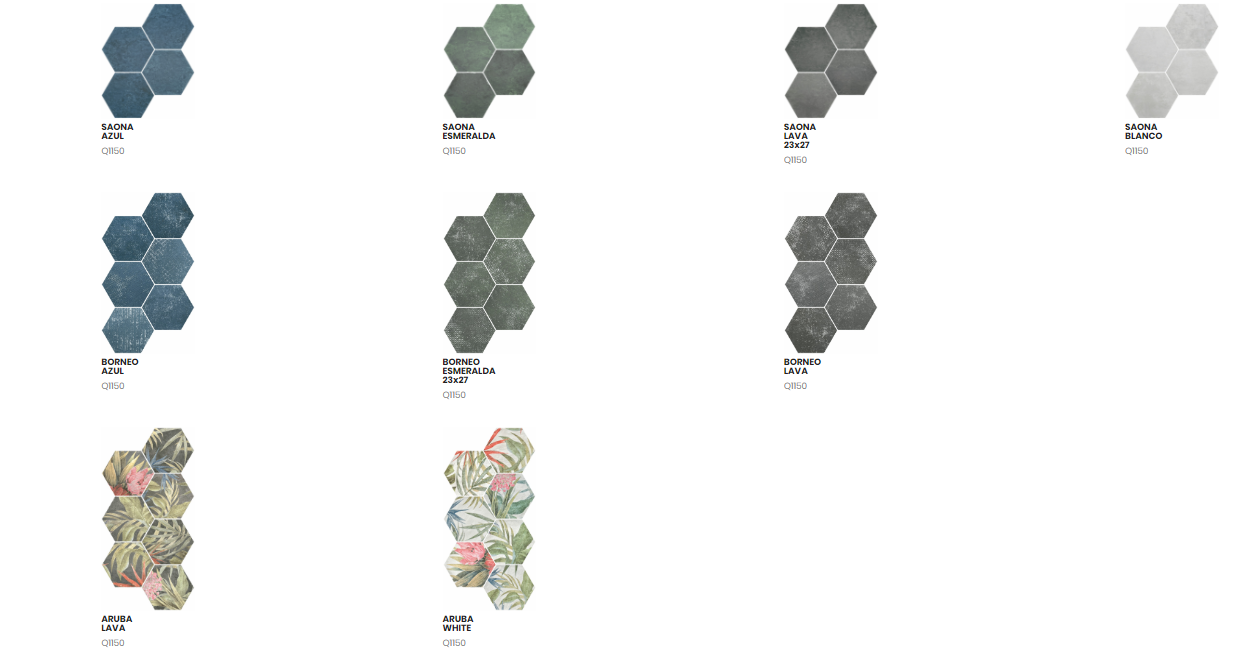 SAONA
AZUL
Q1150
SAONA
ESMERALDA
Q1150
SAONA
LAVA
23x27
Q1150
SAONA
BLANCO
Q1150
BORNEO
AZUL
Q1150
BORNEO
ESMERALDA
23x27
Q1150
BORNEO
LAVA
Q1150
ARUBA
LAVA
Q1150
ARUBA
WHITE
Q1150